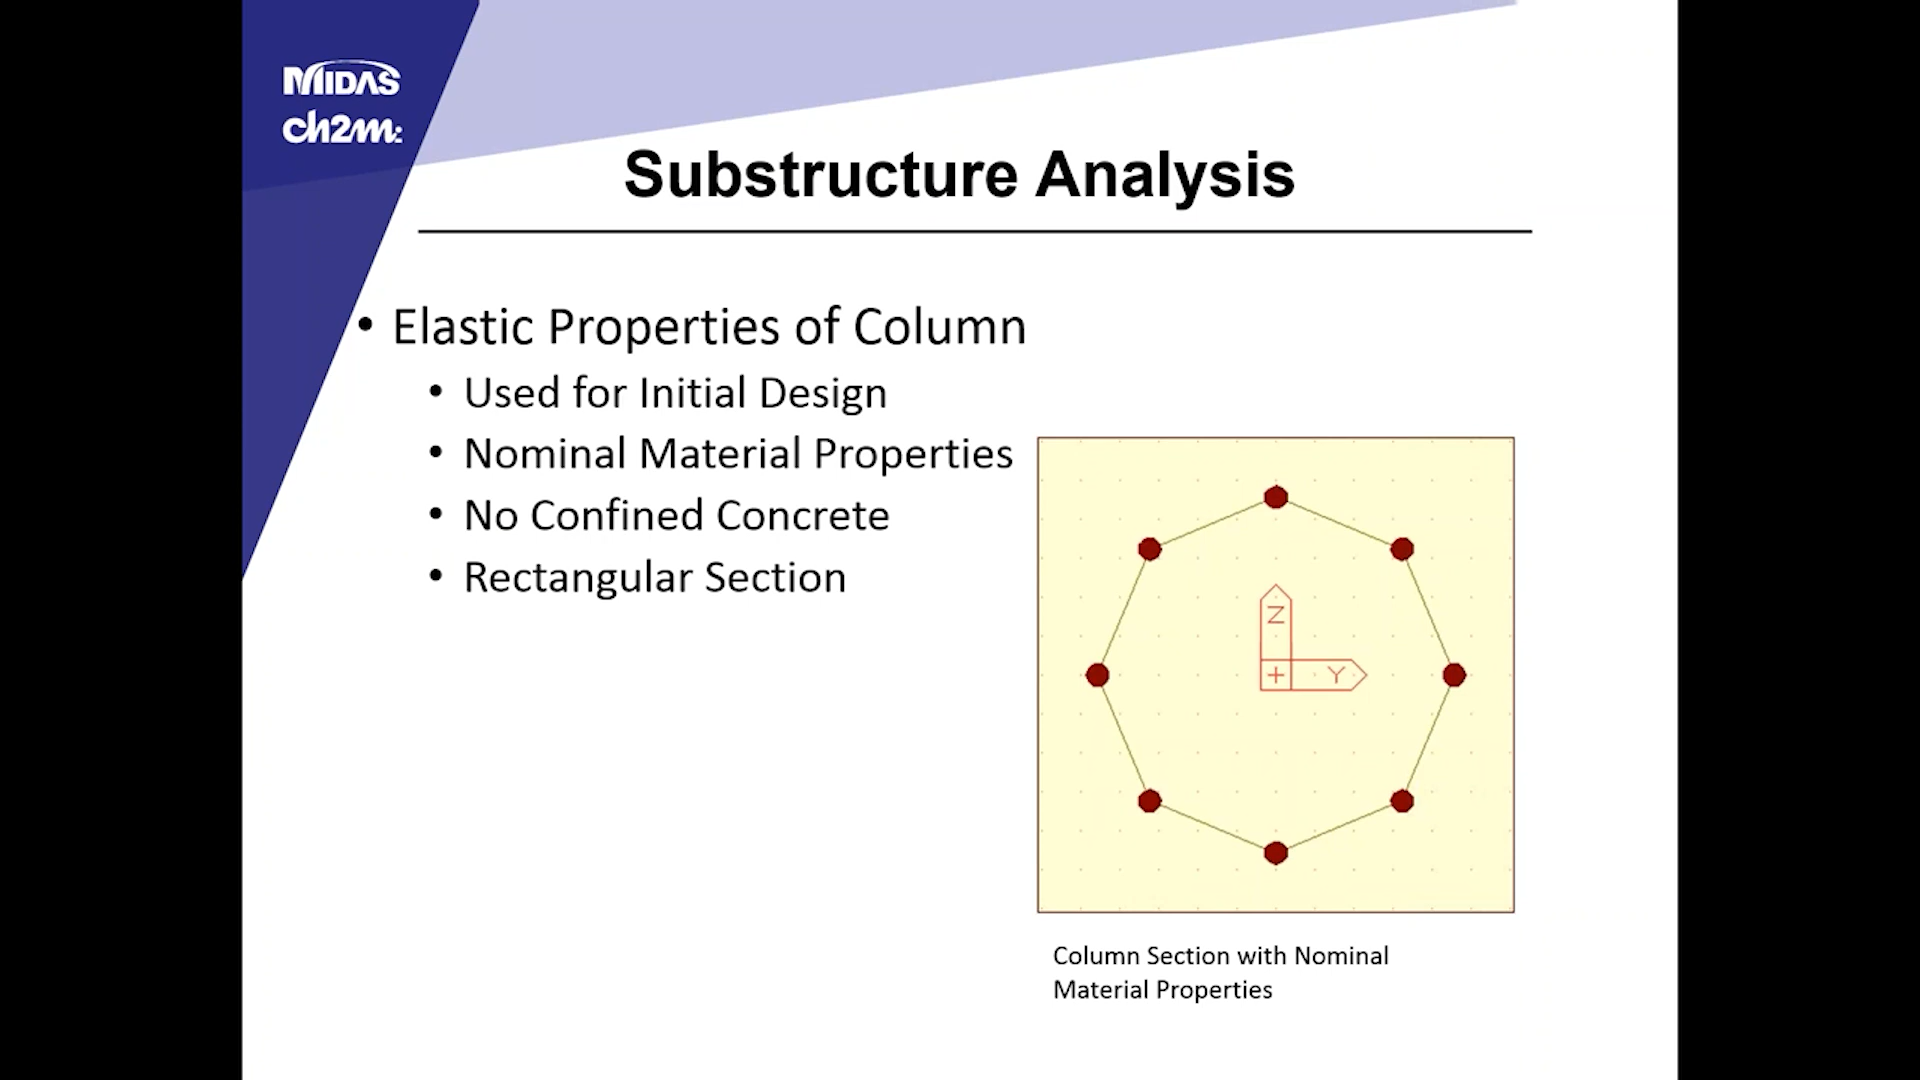 MIDAS
ch2m:
Substructure Analysis
• Elastic Properties of Column
• Used for Initial Design
• Nominal Material Properties
• No Confined Concrete
• Rectangular Section
Z
Y
Column Section with Nominal
Material Properties